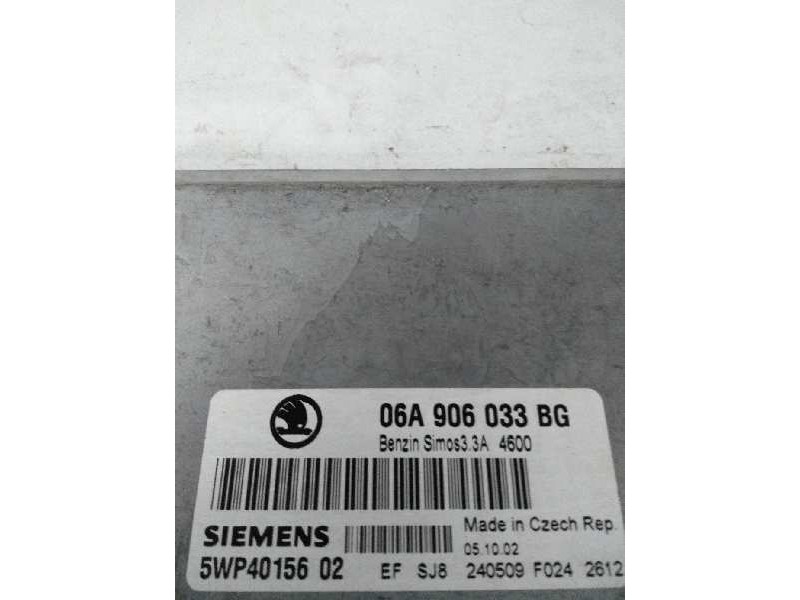 06A 906 033 BG
Benzin Simos3.3A 4600
Made in Czech Rep.
SIEMENS
05.10.02
5WP40156 02 EF SJ8 240509 F024 2612